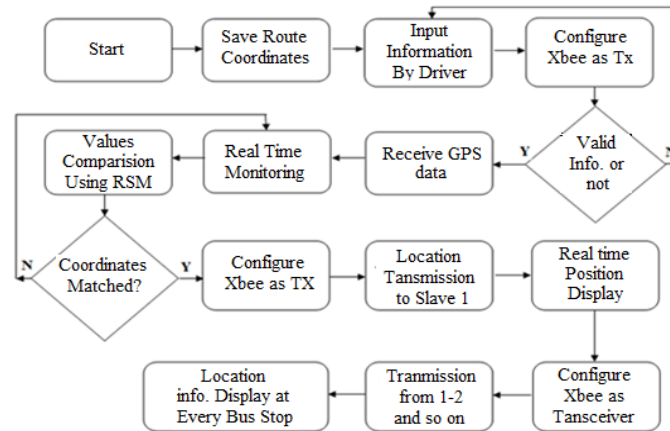 Start
Save Route
Coordinates
Input
Information
By Driver
Configure
Xbee as Tx
Valid
Info. or
not
Y
N
Receive GPS
data
Real Time
Monitoring
Values
Comparision
Using RSM
Coordinates
Matched?
N
Y
Configure
Xbee as TX
Location
Tansmission
to Slave 1
Real time
Position
Display
Configure
Xbee as
Tansceiver
Tranmission
from 1-2
and so on
Location
info. Display at
Every Bus Stop